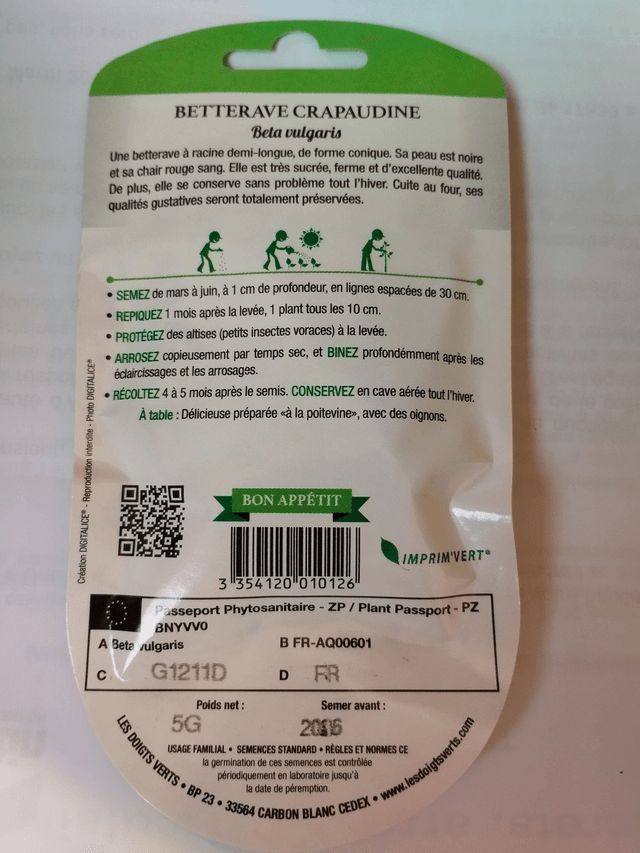 BETTERAVE CRAPAUDINE
Beta vulgaris
Une betterave à racine demi-longue, de forme conique. Sa peau est noire
et sa chair rouge sang. Elle est très sucrée, ferme et d'excellente qualité.
De plus, elle se conserve sans problème tout l'hiver. Cuite au four, ses
qualités gustatives seront totalement préservées.
• SEMEZ de mars à juin, à 1 cm de profondeur, en lignes espacées de 30 cm.
• REPIQUEZ 1 mois après la levée, 1 plant tous les 10 cm.
• PROTÉGEZ des altises (petits insectes voraces) à la levée.
• ARROSEZ copieusement par temps sec, et BINEZ profondémment après les
éclaircissages et les arrosages.
• RÉCOLTEZ 4 à 5 mois après le semis. CONSERVEZ en cave aérée tout l'hiver.
À table : Délicieuse préparée «à la poitevine», avec des oignons.
Création DIGITALICE® - Reproduction interdite - Photo DIGITALICE®
BON APPÉTIT
3 354120 010126
IMPRIM'VERT®
Passeport Phytosanitaire - ZP / Plant Passport - PZ
BNYVV0
A Beta vulgaris
B FR-AQ00601
C G1211D
D FR
Poids net :
5G
Semer avant :
USAGE FAMILIAL • SEMENCES STANDARD • RÈGLES ET NORMES CE
la germination de ces semences est contrôlée
périodiquement en laboratoire jusqu'à
la date de péremption.
LES DOIGTS VERTS • BP 23 • 33564 CARBON BLANC CEDEX • www.lesdoigtsverts.com